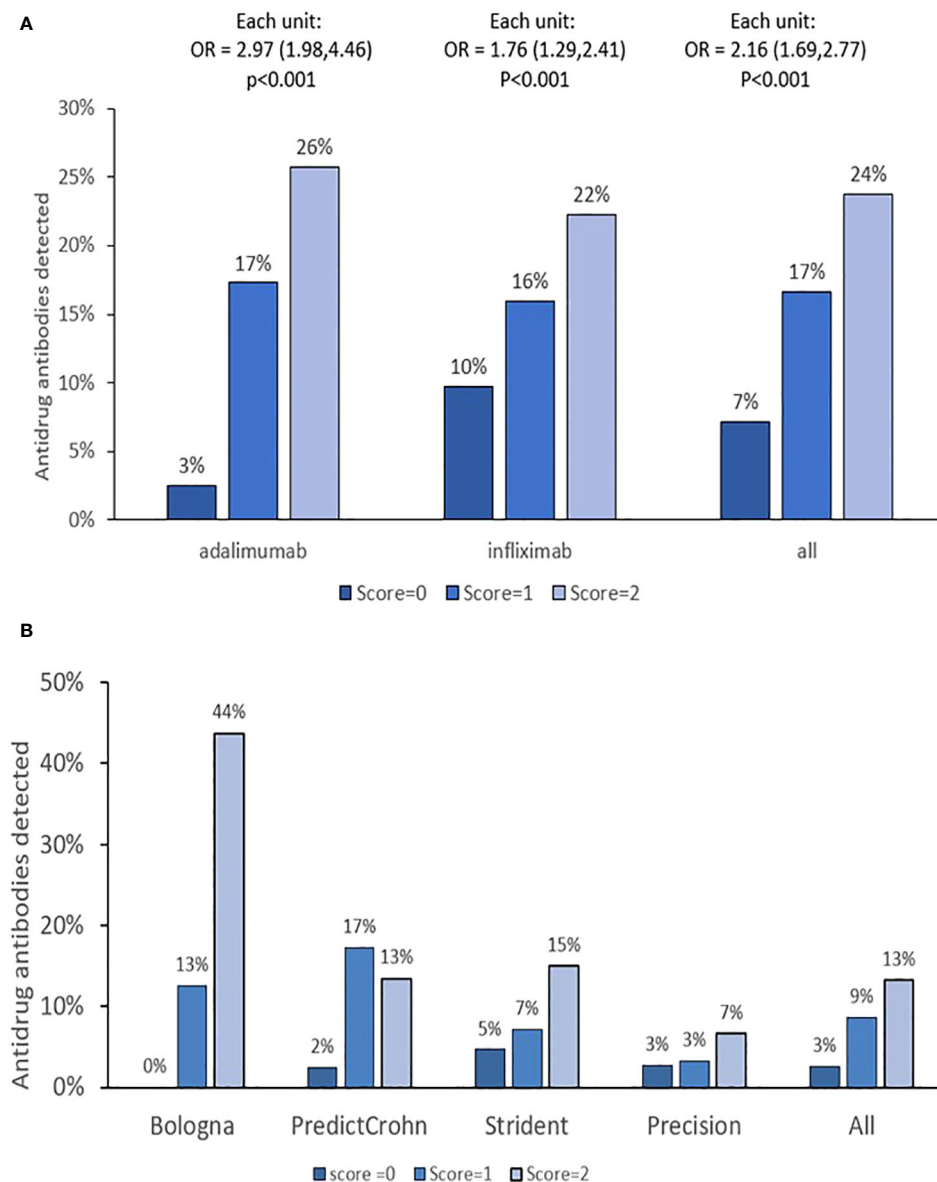 A
Each unit: Each unit: Each unit:
OR = 2.97 (1.98,4.46) OR = 1.76 (1.29,2.41) OR = 2.16 (1.69,2.77)
p<0.001 P<0.001 P<0.001
Antidrug antibodies detected
30%
25%
20%
15%
10%
5%
0%
3% 17% 26% 10% 16% 22% 7% 17% 24%
adalimumab infliximab all
Score=0 Score=1 Score=2
B
Antidrug antibodies detected
50%
40%
30%
20%
10%
0%
0% 13% 44% 2% 17% 13% 5% 7% 15% 3% 3% 7% 3% 9% 13%
Bologna PredictCrohn Strident Precision All
score =0 Score=1 Score=2